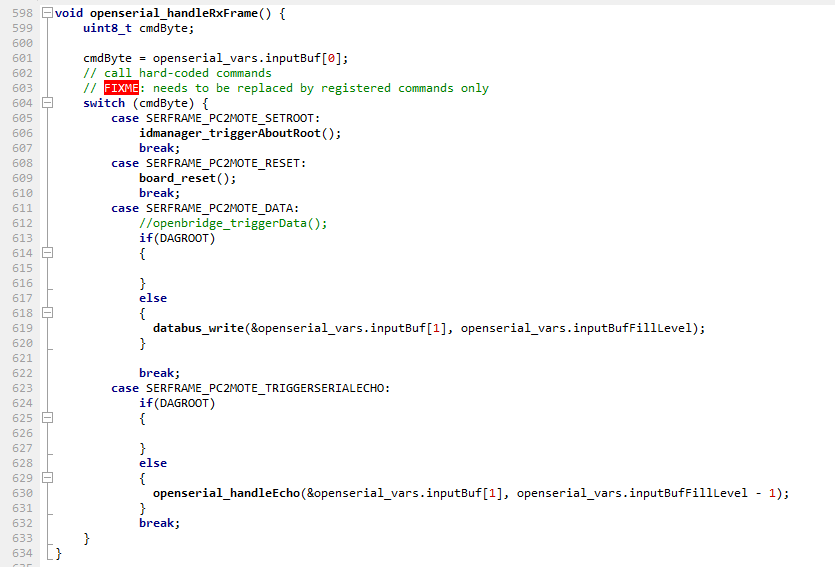 598 void openserial_handleRxFrame() {
599     uint8_t cmdByte;
600
601     cmdByte = openserial_vars.inputBuf[0];
602     // call hard-coded commands
603     // FIXME: needs to be replaced by registered commands only
604     switch (cmdByte) {
605         case SERFRAME_PC2MOTE_SETROOT:
606             idmanager_triggerAboutRoot();
607             break;
608         case SERFRAME_PC2MOTE_RESET:
609             board_reset();
610             break;
611         case SERFRAME_PC2MOTE_DATA:
612             //openbridge_triggerData();
613             if(DAGROOT)
614             {
615
616             }
617             else
618             {
619               databus_write(&openserial_vars.inputBuf[1], openserial_vars.inputBufFillLevel);
620             }
621
622             break;
623         case SERFRAME_PC2MOTE_TRIGGERSERIALECHO:
624             if(DAGROOT)
625             {
626
627             }
628             else
629             {
630               openserial_handleEcho(&openserial_vars.inputBuf[1], openserial_vars.inputBufFillLevel - 1);
631             }
632             break;
633     }
634 }